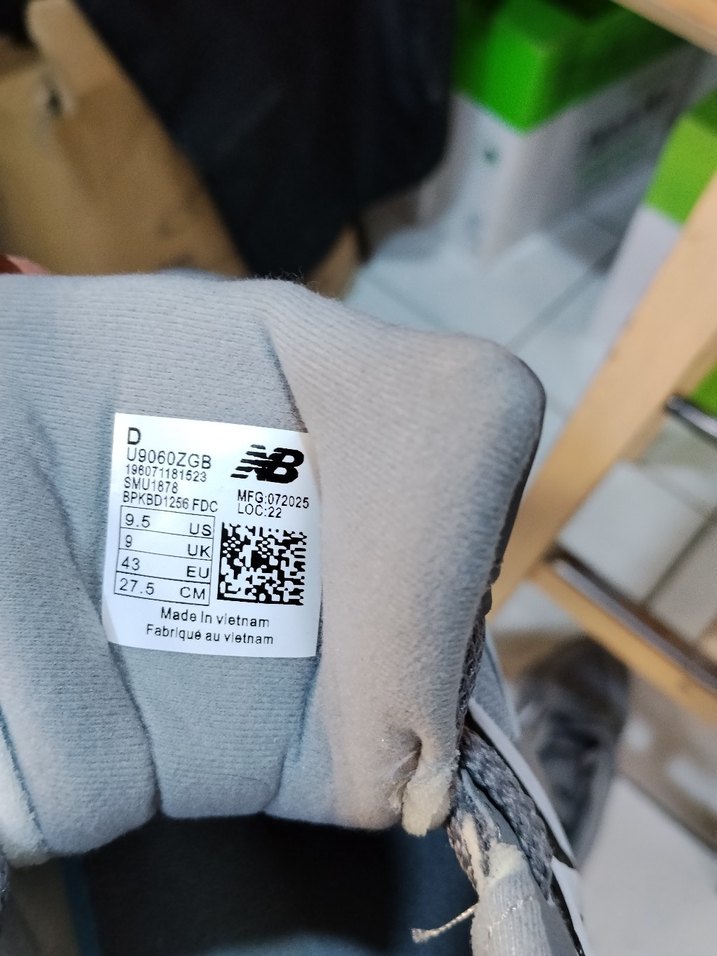 D
U9060ZGB
196071181523
SMU1878
BPKBD1256 FDC
NB
MFG:072025
LOC:22
9.5 US
9 UK
43 EU
27.5 CM
Made In vietnam
Fabriqué au vietnam